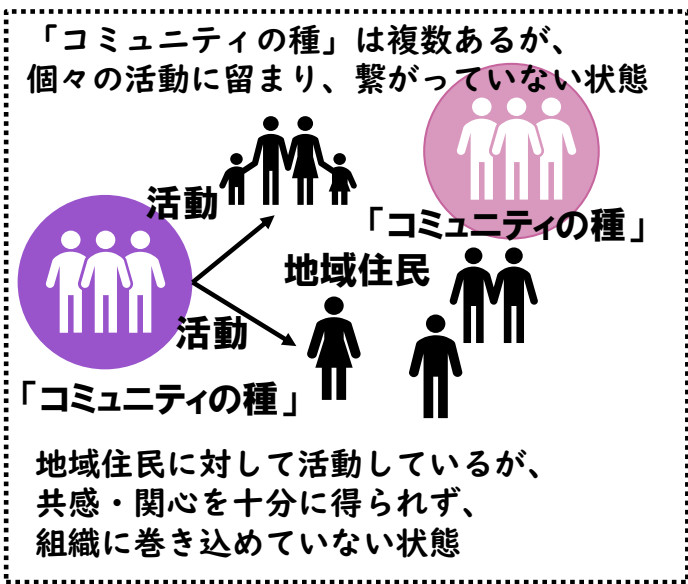 「コミュニティの種」は複数あるが、
個々の活動に留まり、繋がっていない状態
活動
「コミュニティの種」
地域住民
活動
「コミュニティの種」
地域住民に対して活動しているが、
共感・関心を十分に得られず、
組織に巻き込めていない状態